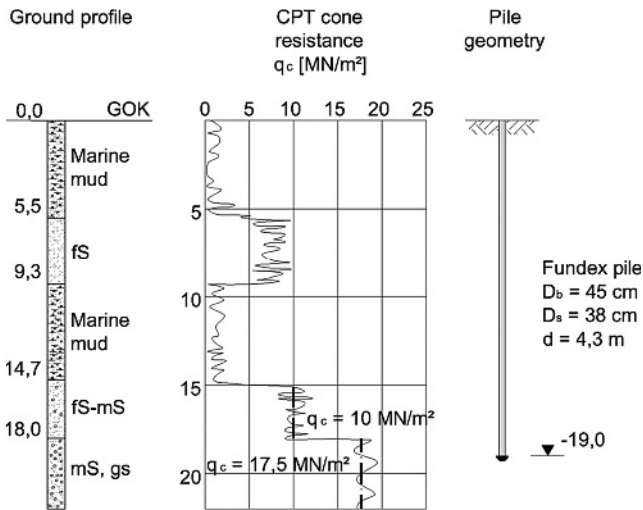 Ground profile
CPT cone
resistance
qc [MN/m²]
Pile
geometry
0,0 GOK
0 5 10 15 20 25
Marine
mud
5,5
5
fS
9,3
10
Marine
mud
14,7
15
fS-mS
qc = 10 MN/m²
18,0
qc = 17,5 MN/m²
mS, gs
20
Fundex pile
Db = 45 cm
Ds = 38 cm
d = 4,3 m
-19,0